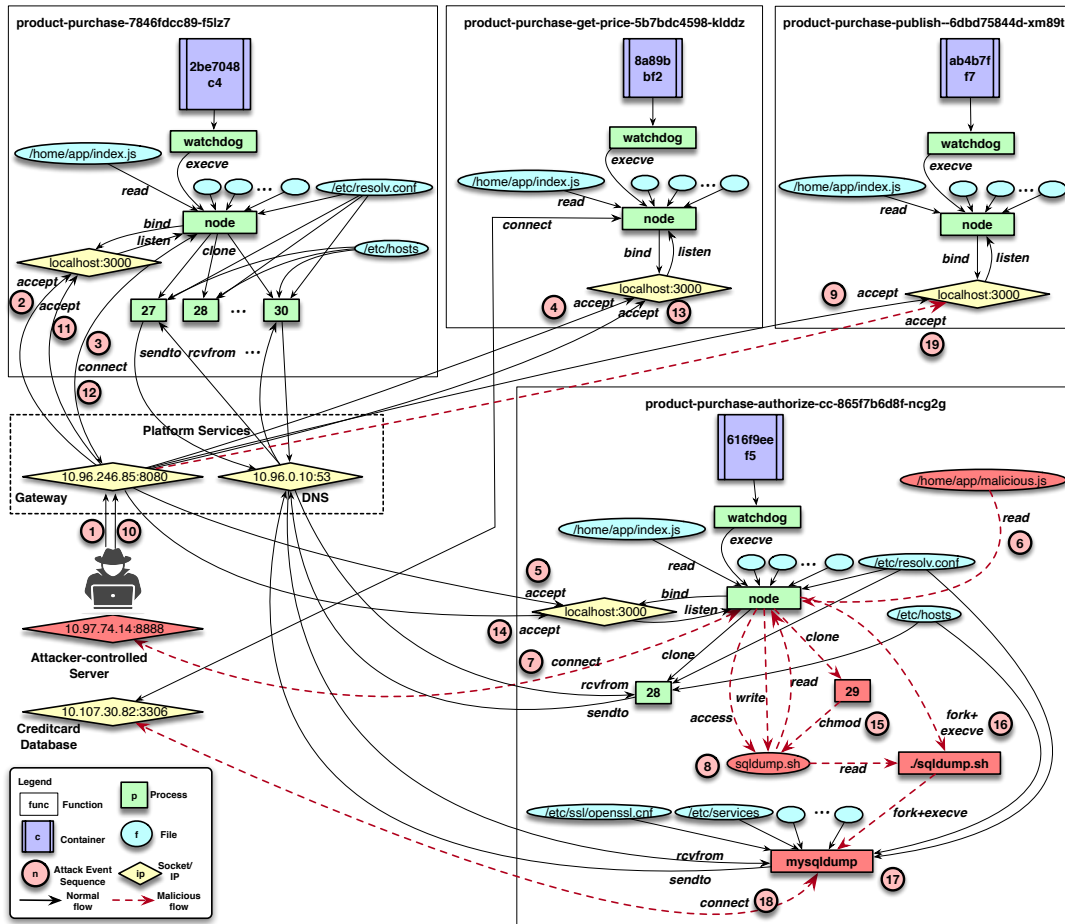 product-purchase-7846fdcc89-f5lz7
2be7048
c4
watchdog
/home/app/index.js
execve
read
...
/etc/resolv.conf
node
bind
listen
clone
/etc/hosts
localhost:3000
accept
2
accept
11
27
28
...
30
3
sendto
rcvfrom
...
connect
12
product-purchase-get-price-5b7bdc4598-klddz
8a89b
bf2
watchdog
execve
/home/app/index.js
...
read
connect
node
bind
listen
localhost:3000
accept
4
accept
13
product-purchase-publish--6dbd75844d-xm89t
ab4b7f
f7
watchdog
execve
/home/app/index.js
...
read
node
bind
listen
9
accept
localhost:3000
accept
19
Platform Services
10.96.246.85:8080
10.96.0.10:53
Gateway
DNS
1
10
10.97.74.14:8888
Attacker-controlled
Server
10.107.30.82:3306
Creditcard
Database
product-purchase-authorize-cc-865f7b6d8f-ncg2g
616f9ee
f5
/home/app/malicious.js
watchdog
/home/app/index.js
execve
read
6
...
/etc/resolv.conf
read
5
accept
bind
node
localhost:3000
listen
/etc/hosts
14
accept
7
connect
clone
clone
read
rcvfrom
28
29
sendto
write
access
chmod
15
fork+
execve
16
8
sqldump.sh
read
./sqldump.sh
/etc/ssl/openssl.cnf
/etc/services
...
fork+execve
rcvfrom
mysqldump
sendto
17
connect
18
Legend
func
Function
p
Process
c
Container
f
File
n
Attack Event
Sequence
ip
Socket/
IP
Normal
flow
Malicious
flow